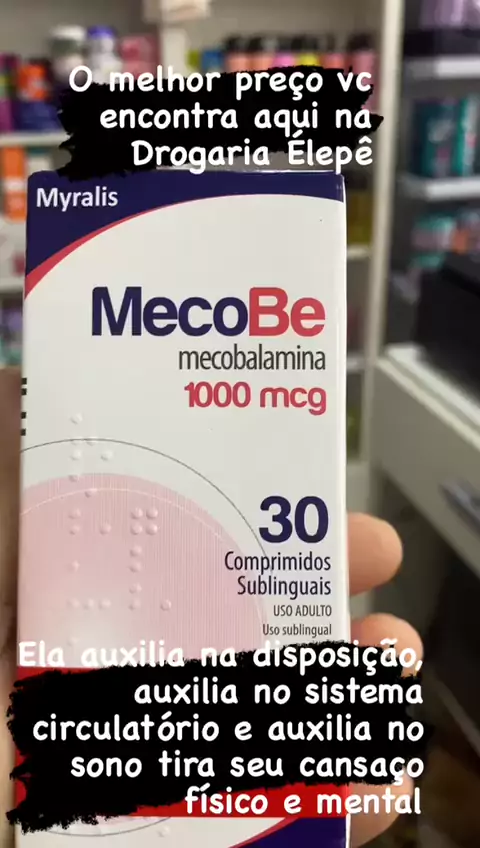 O melhor preço vc
encontra aqui na
Drogaria Élepê
Myralis
MecoBe
mecobalamina
1000 mcg
30
Comprimidos
Sublinguais
USO ADULTO
Uso sublingual
Ela auxilia na disposição,
auxilia no sistema
circulatório e auxilia no
sono tira seu cansaço
físico e mental